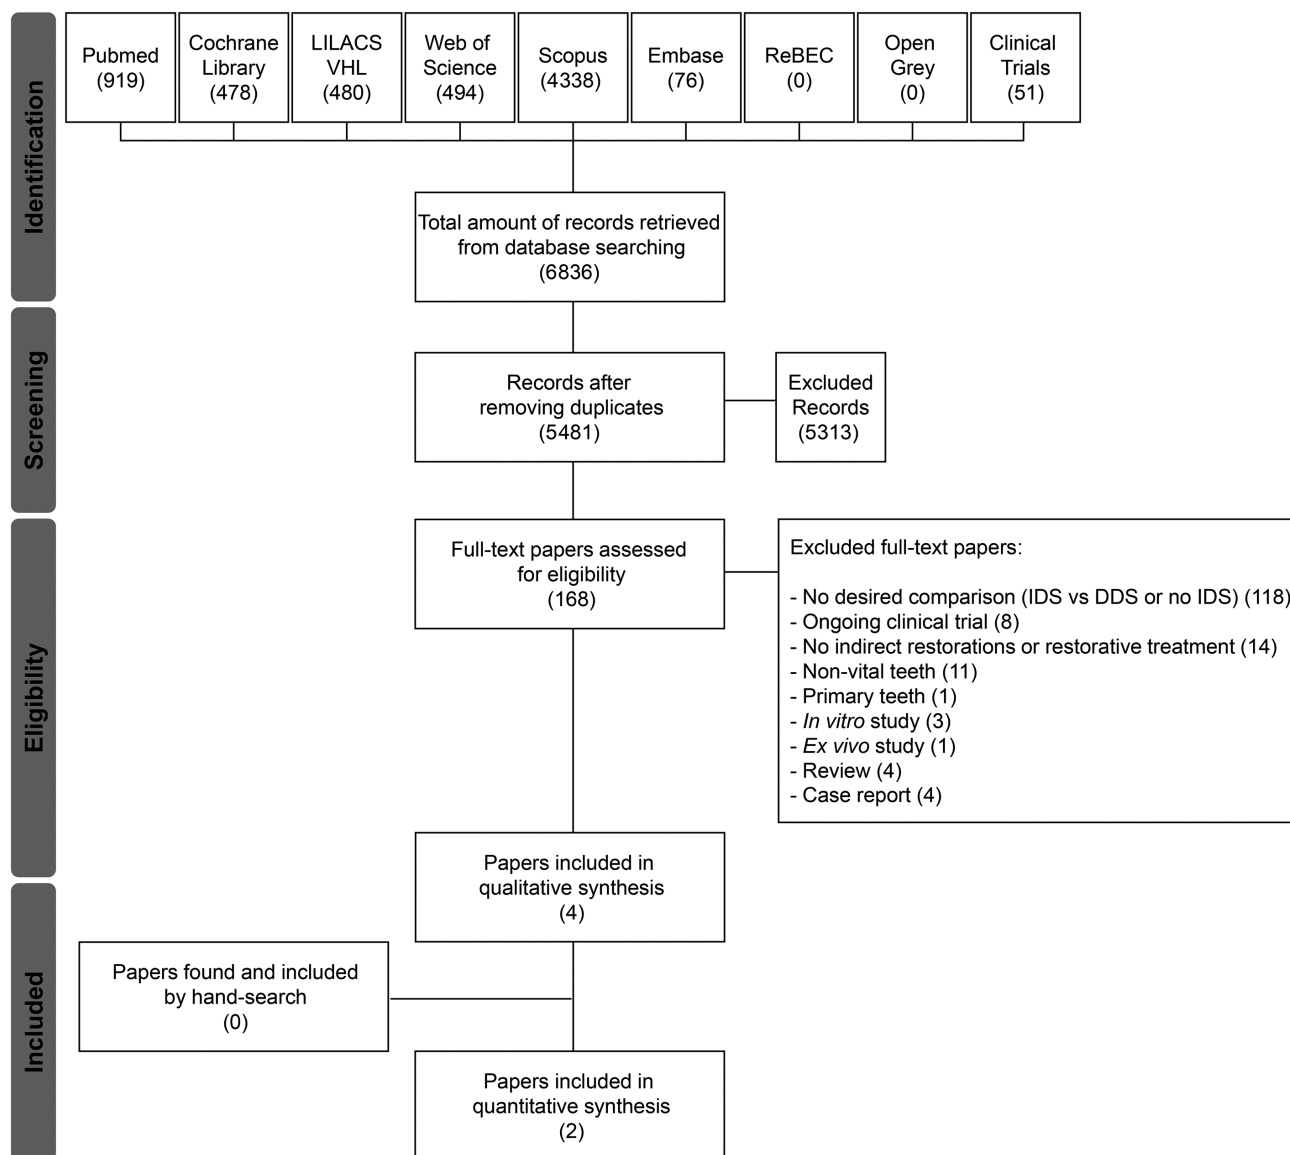 Identification
Pubmed
(919)
Cochrane
Library
(478)
LILACS
VHL
(480)
Web of
Science
(494)
Scopus
(4338)
Embase
(76)
ReBEC
(0)
Open
Grey
(0)
Clinical
Trials
(51)
Total amount of records retrieved
from database searching
(6836)
Screening
Records after
removing duplicates
(5481)
Excluded
Records
(5313)
Eligibility
Full-text papers assessed
for eligibility
(168)
Excluded full-text papers:
- No desired comparison (IDS vs DDS or no IDS) (118)
- Ongoing clinical trial (8)
- No indirect restorations or restorative treatment (14)
- Non-vital teeth (11)
- Primary teeth (1)
- In vitro study (3)
- Ex vivo study (1)
- Review (4)
- Case report (4)
Papers included in
qualitative synthesis
(4)
Included
Papers found and included
by hand-search
(0)
Papers included in
quantitative synthesis
(2)